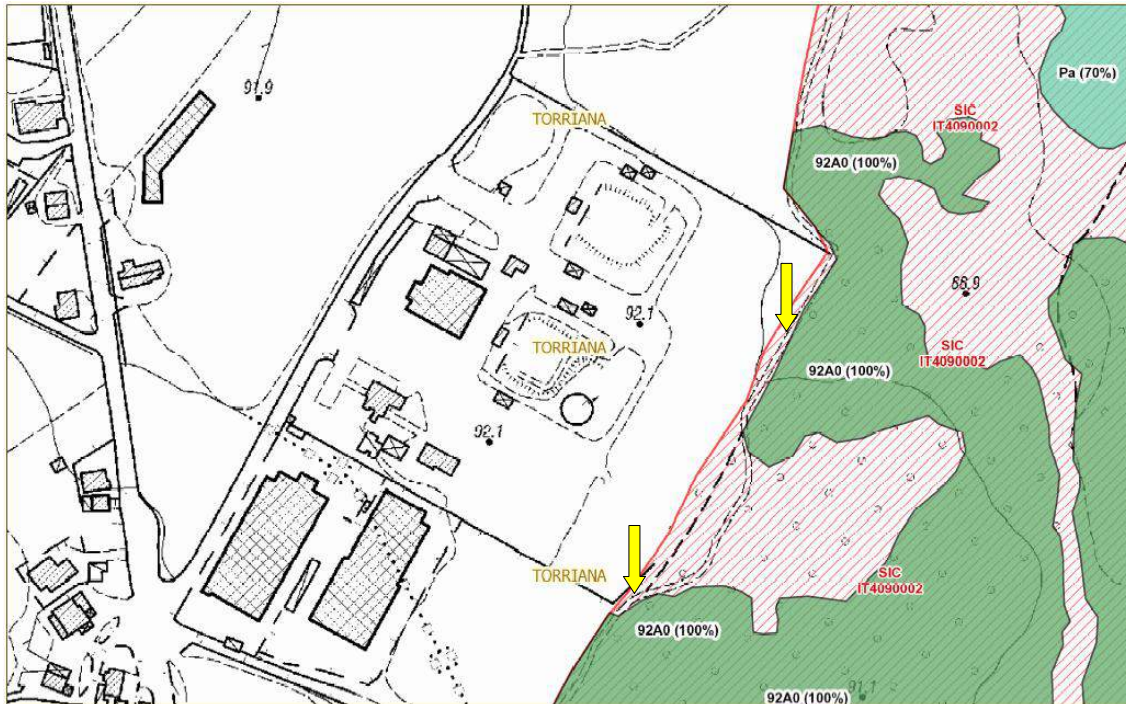 Pa (70%)
91.9
SIC
IT4090002
TORRIANA
92A0 (100%)
88.9
92.1
TORRIANA
SIC
IT4090002
92A0 (100%)
92.1
TORRIANA
SIC
IT4090002
92A0 (100%)
91.1
92A0 (100%)